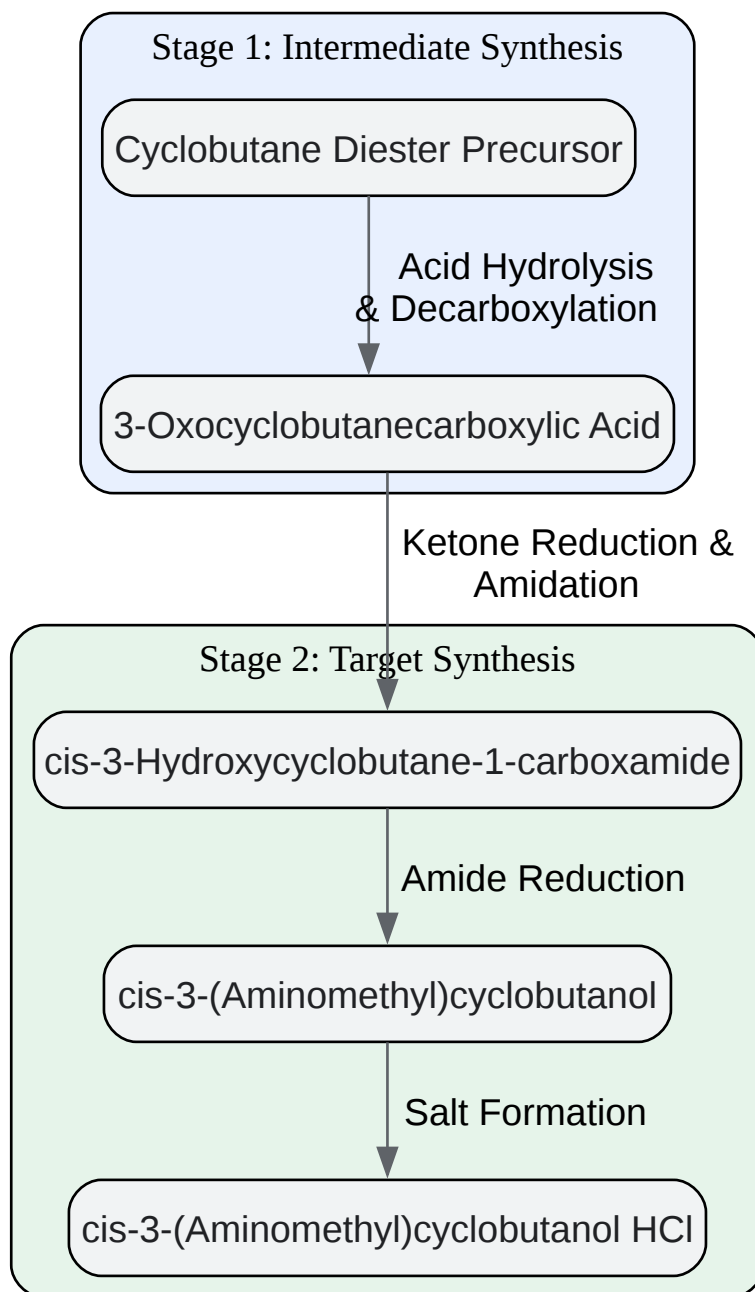 Stage 1: Intermediate Synthesis
Cyclobutane Diester Precursor
Acid Hydrolysis
& Decarboxylation
3-Oxocyclobutanecarboxylic Acid
Ketone Reduction &
Amidation
Stage 2: Target Synthesis
cis-3-Hydroxycyclobutane-1-carboxamide
Amide Reduction
cis-3-(Aminomethyl)cyclobutanol
Salt Formation
cis-3-(Aminomethyl)cyclobutanol HCl